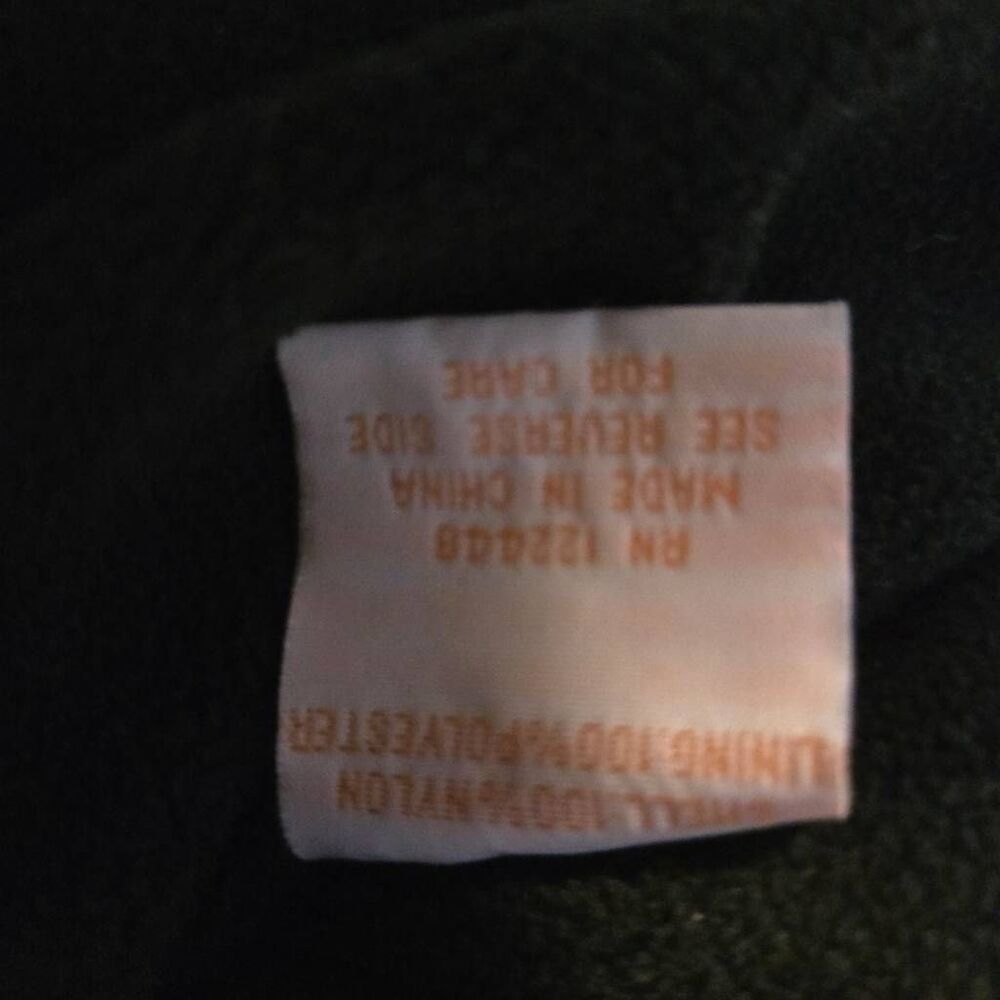 SHELL:100%NYLON
LINING:100%POLYESTER
RN 122448
MADE IN CHINA
SEE REVERSE SIDE
FOR CARE